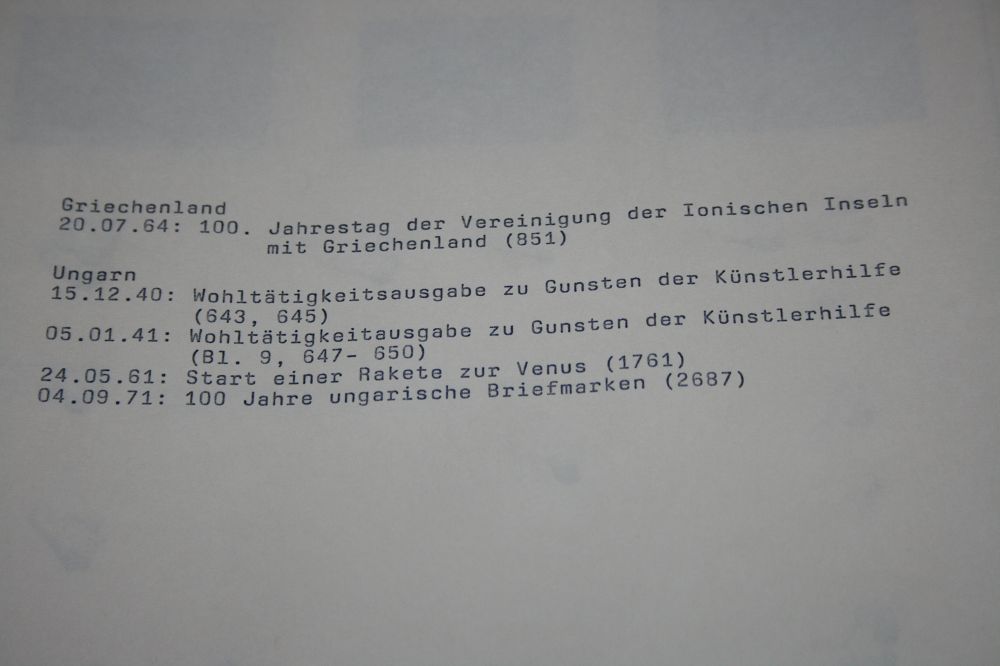 Griechenland
20.07.64: 100. Jahrestag der Vereinigung der Ionischen Inseln
mit Griechenland (851)
Ungarn
15.12.40: Wohltätigkeitsausgabe zu Gunsten der Künstlerhilfe
(643, 645)
05.01.41: Wohltätigkeitausgabe zu Gunsten der Künstlerhilfe
(Bl. 9, 647- 650)
24.05.61: Start einer Rakete zur Venus (1761)
04.09.71: 100 Jahre ungarische Briefmarken (2687)